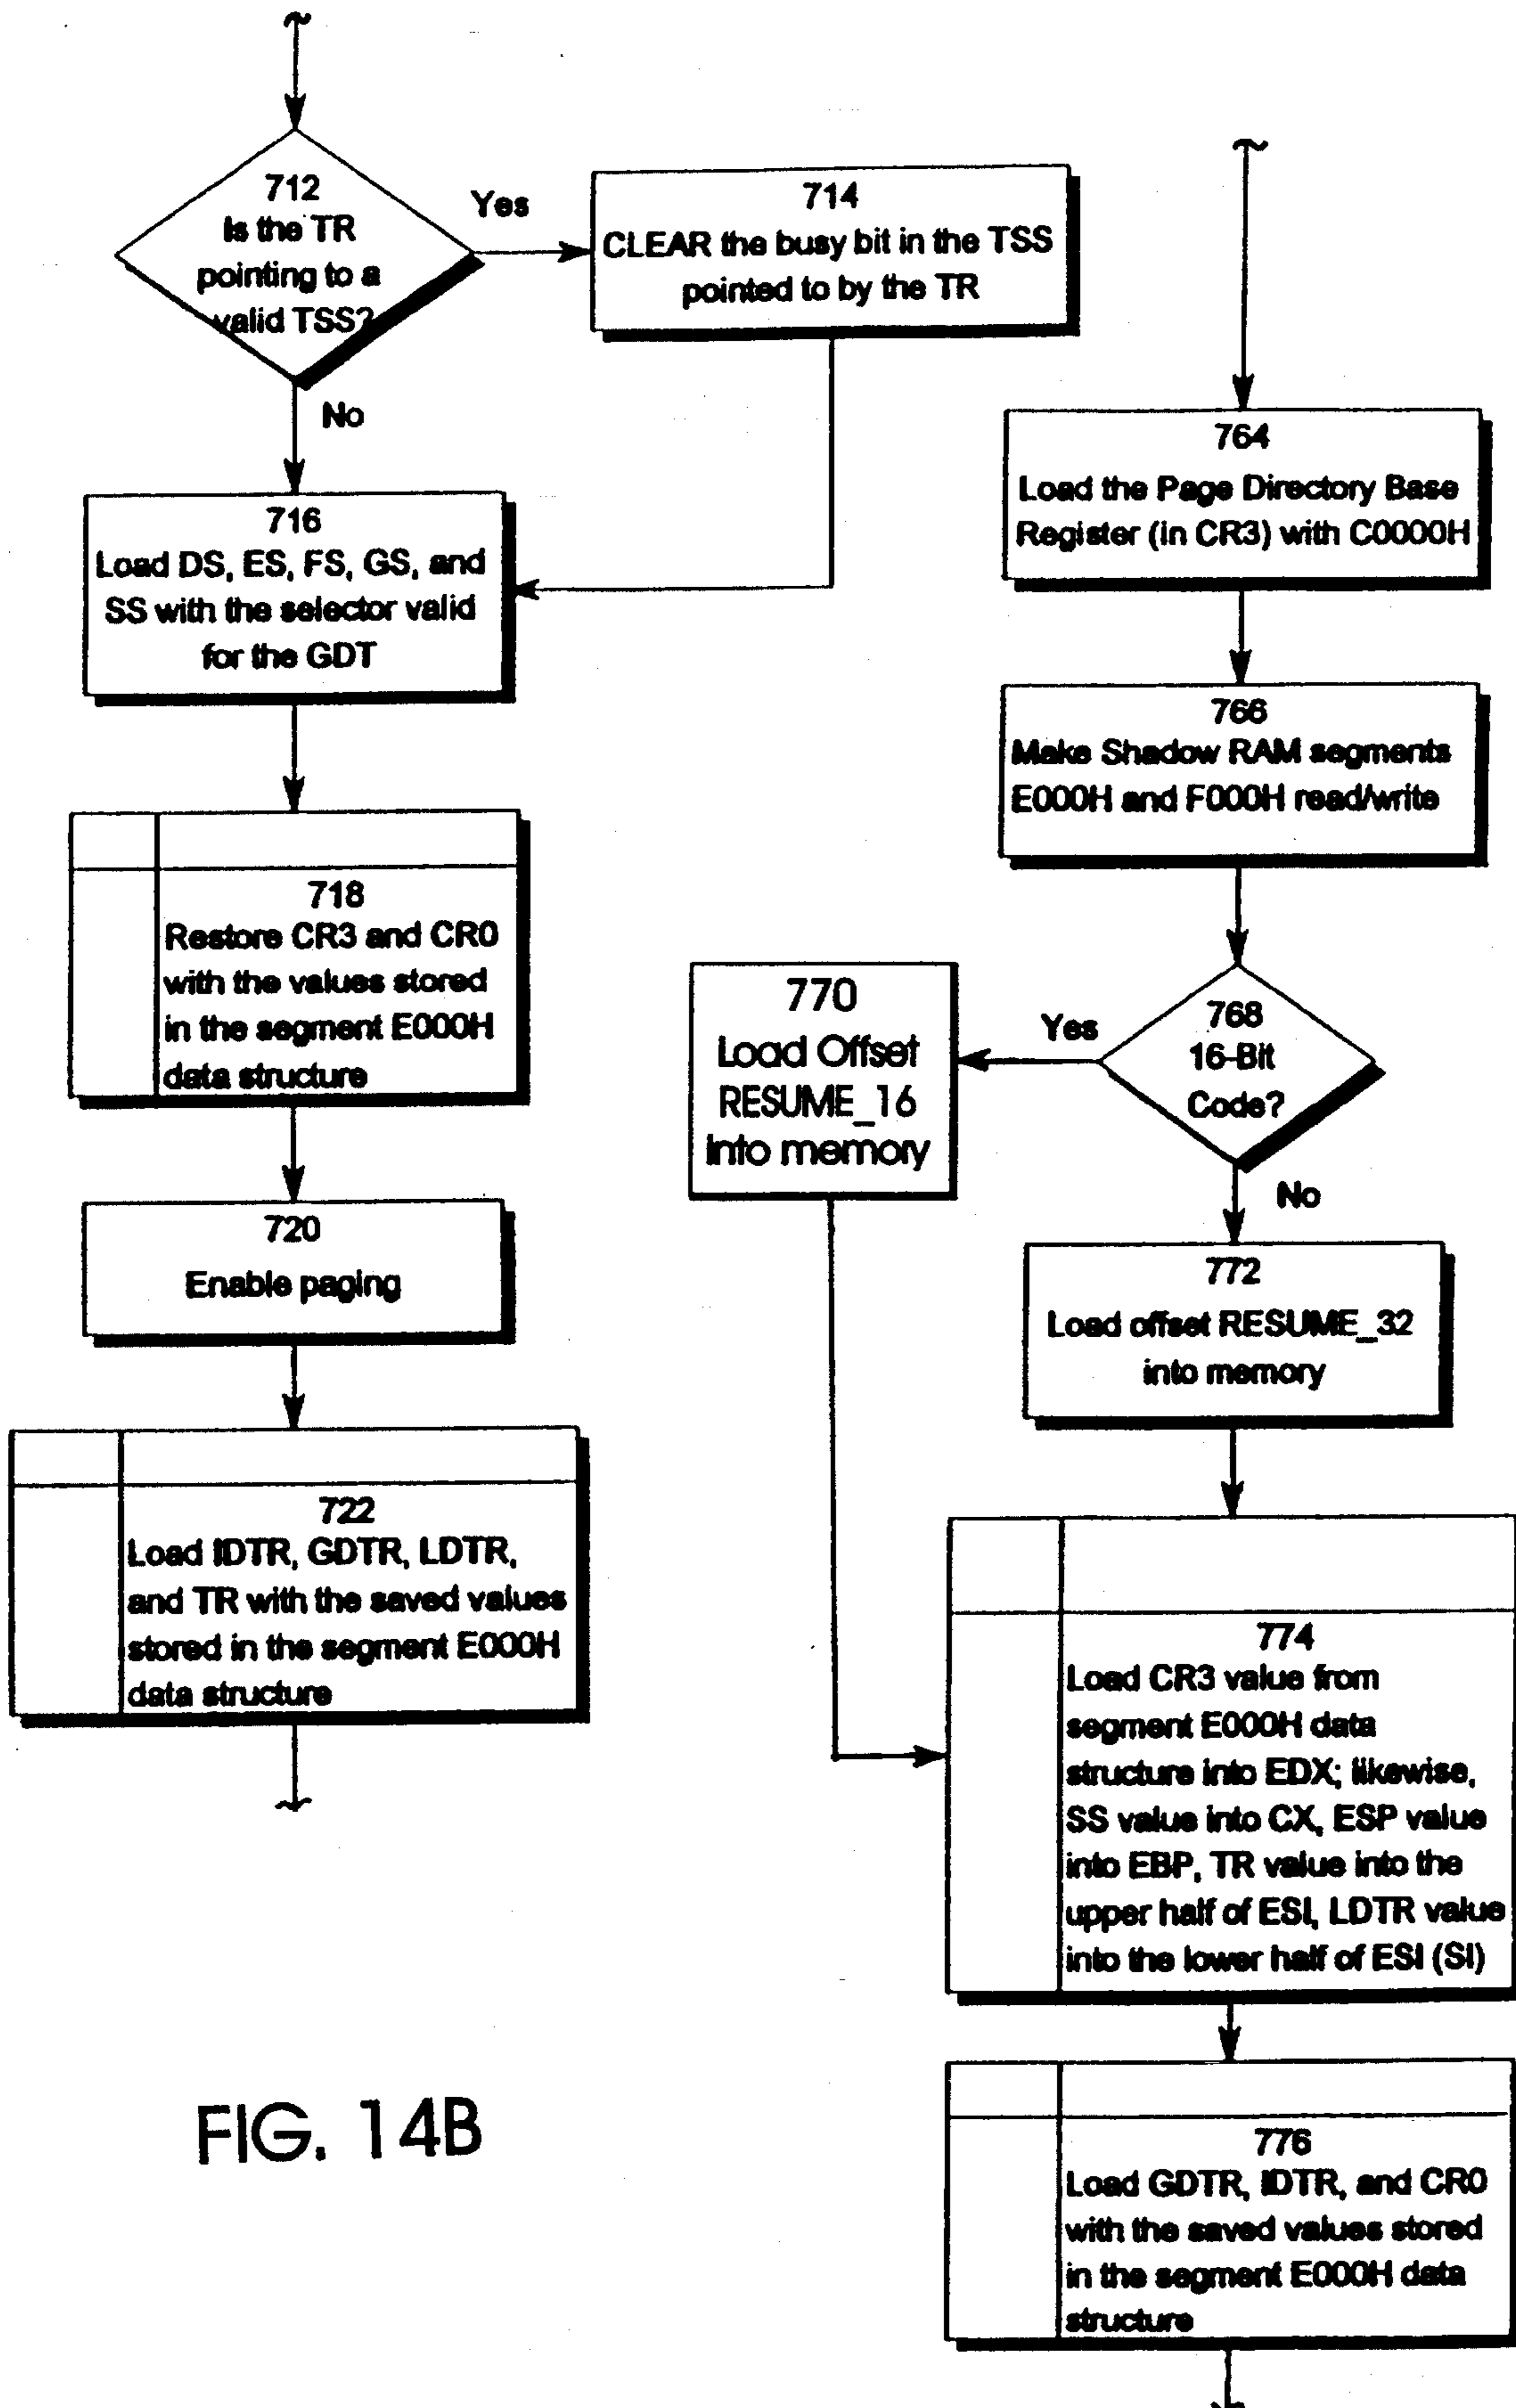 712
Is the TR
pointing to a
valid TSS?
Yes
No
714
CLEAR the busy bit in the TSS
pointed to by the TR
716
Load DS, ES, FS, GS, and
SS with the selector valid
for the GDT
718
Restore CR3 and CR0
with the values stored
in the segment E000H
data structure
720
Enable paging
722
Load IDTR, GDTR, LDTR,
and TR with the saved values
stored in the segment E000H
data structure
764
Load the Page Directory Base
Register (in CR3) with C0000H
766
Make Shadow RAM segments
E000H and F000H read/write
768
16-Bit
Code?
Yes
No
770
Load Offset
RESUME_16
into memory
772
Load offset RESUME_32
into memory
774
Load CR3 value from
segment E000H data
structure into EDX; likewise,
SS value into CX, ESP value
into EBP, TR value into the
upper half of ESI, LDTR value
into the lower half of ESI (SI)
776
Load GDTR, IDTR, and CR0
with the saved values stored
in the segment E000H data
structure
FIG. 14B